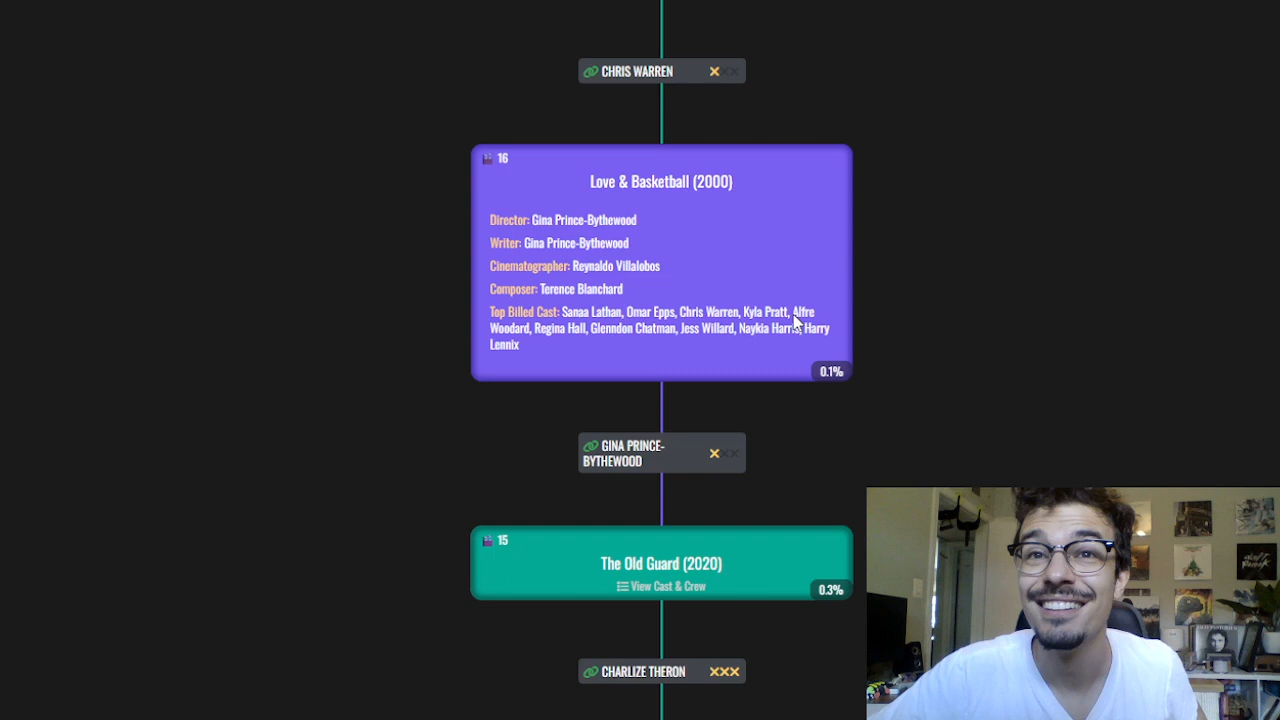 CHRIS WARREN
16
Love & Basketball (2000)
Director: Gina Prince-Bythewood
Writer: Gina Prince-Bythewood
Cinematographer: Reynaldo Villalobos
Composer: Terence Blanchard
Top Billed Cast: Sanaa Lathan, Omar Epps, Chris Warren, Kyla Pratt, Alfre
Woodard, Regina Hall, Glenndon Chatman, Jess Willard, Naykia Harris, Harry
Lennix
0.1%
GINA PRINCE-
BYTHEWOOD
15
The Old Guard (2020)
View Cast & Crew
0.3%
CHARLIZE THERON